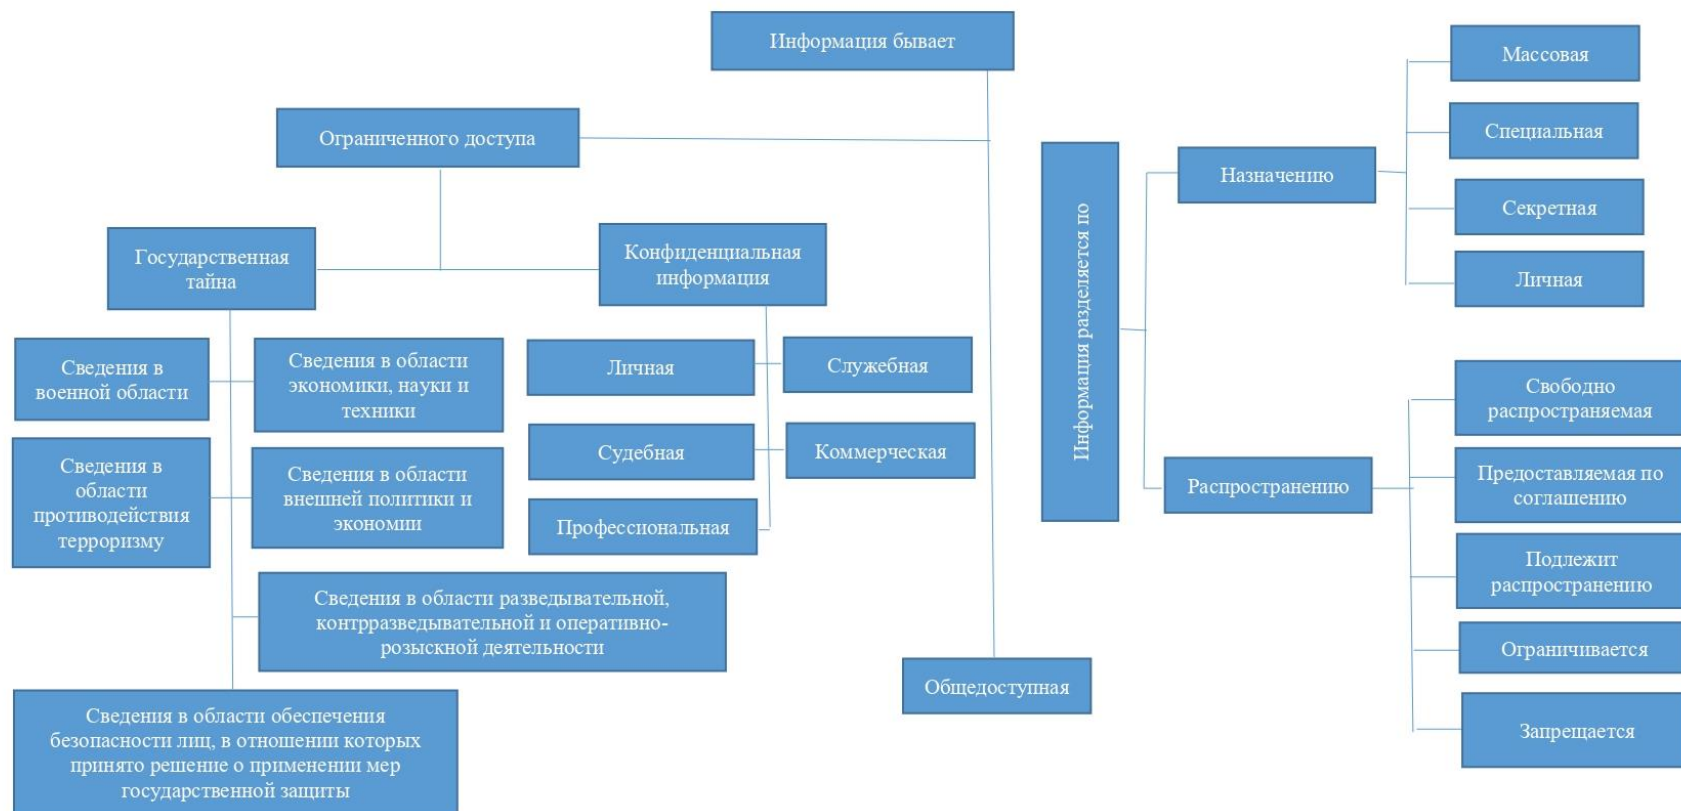 Информация бывает
Ограниченного доступа
Государственная
тайна
Конфиденциальная
информация
Сведения в
военной области
Сведения в области
экономики, науки и
техники
Сведения в
области
противодействия
терроризму
Сведения в области
внешней политики и
экономии
Сведения в области разведывательной,
контрразведывательной и оперативно-
розыскной деятельности
Сведения в области обеспечения
безопасности лиц, в отношении которых
принято решение о применении мер
государственной защиты
Личная
Служебная
Судебная
Коммерческая
Профессиональная
Общедоступная
Информация разделяется по
Назначению
Массовая
Специальная
Секретная
Личная
Распространению
Свободно
распространяемая
Предоставляемая по
соглашению
Подлежит
распространению
Ограничивается
Запрещается